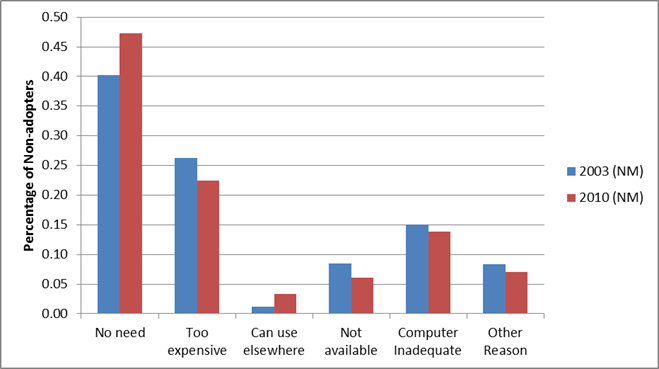 0.50
0.45
0.40
0.35
0.30
0.25
0.20
0.15
0.10
0.05
0.00
Percentage of Non-adopters
No need
Too
expensive
Can use
elsewhere
Not
available
Computer
Inadequate
Other
Reason
2003 (NM)
2010 (NM)